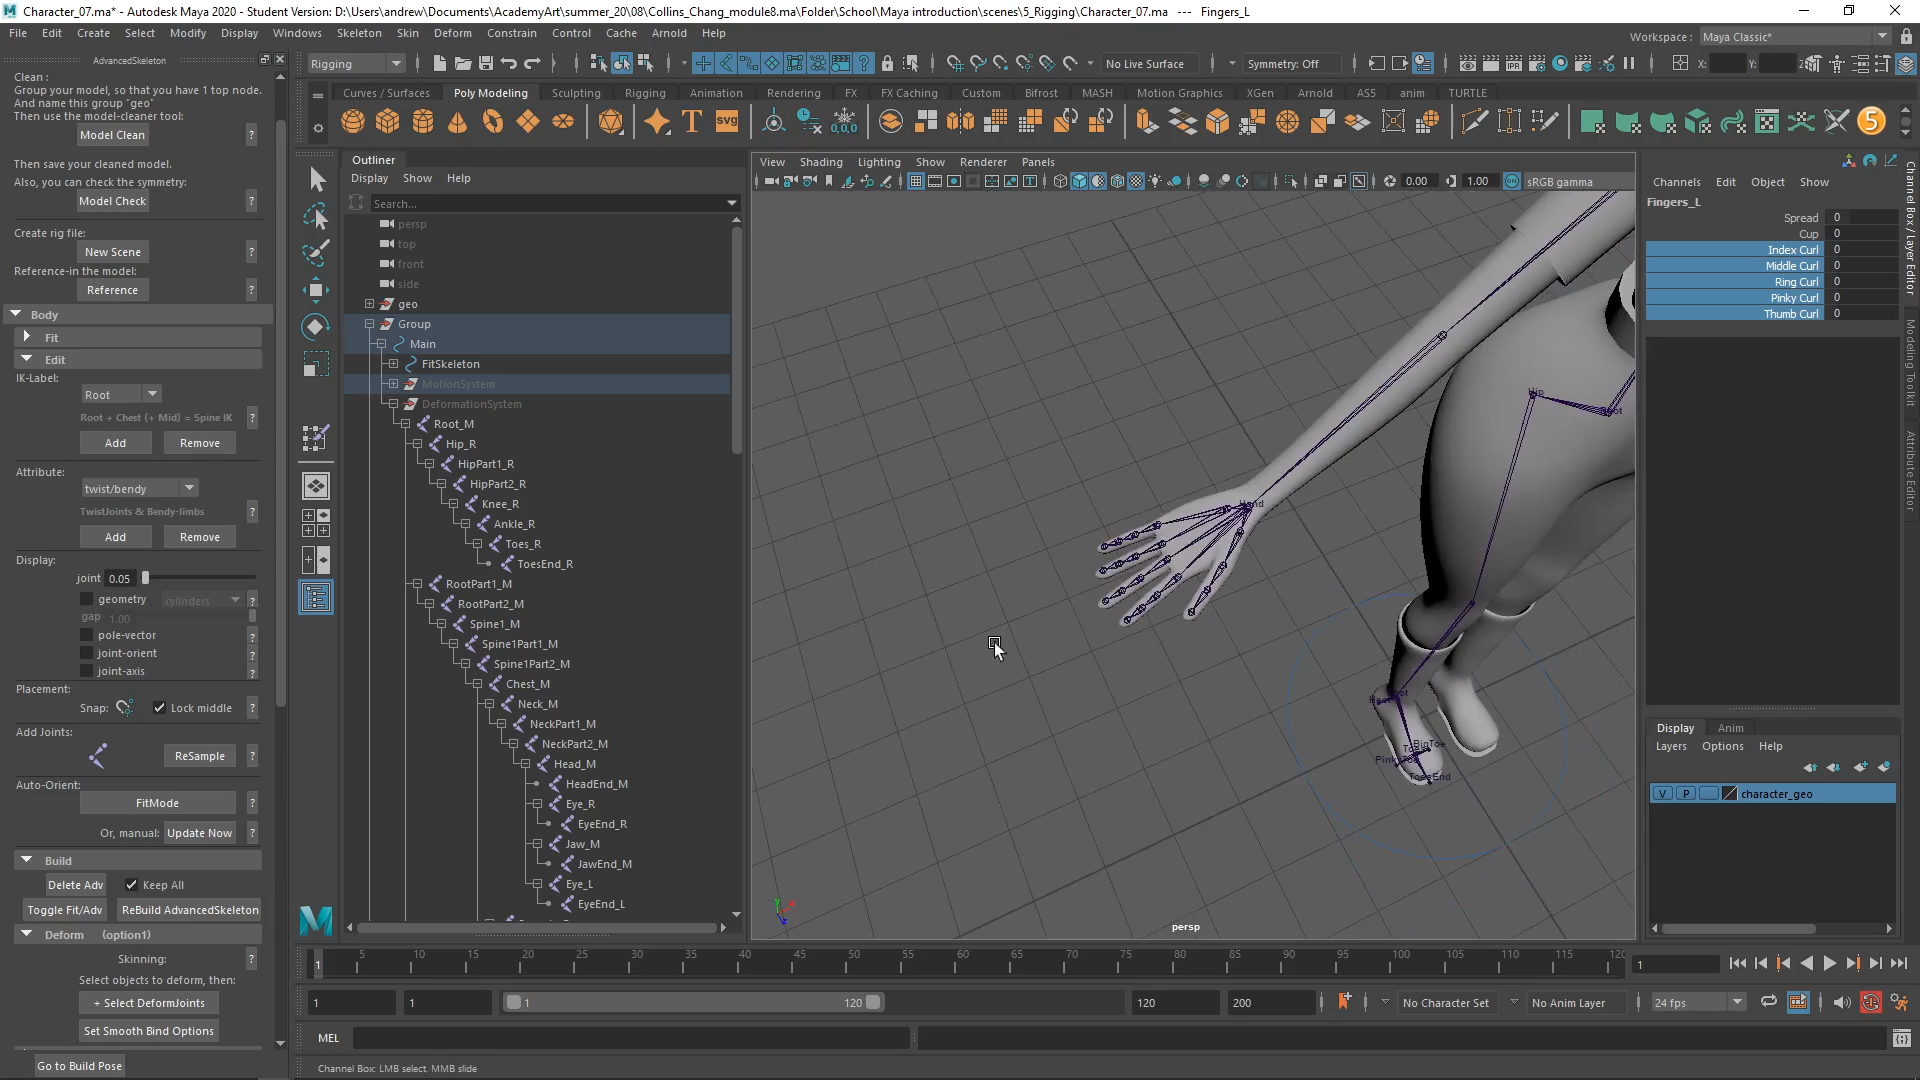 Character_07.ma* - Autodesk Maya 2020 - Student Version: D:\Users\andrew\Documents\AcademyArt\summer_20\08\Collins_Chang_module8.ma\Folder\School\Maya introduction\scenes\5_Rigging\Character_07.ma --- Fingers_L
File Edit Create Select Modify Display Windows Skeleton Skin Deform Constrain Control Cache Arnold Help
Workspace : Maya Classic*
AdvancedSkeleton
Rigging
No Live Surface
Symmetry: Off
X: Y: Z:
Curves / Surfaces Poly Modeling Sculpting Rigging Animation Rendering FX FX Caching Custom Bifrost MASH Motion Graphics XGen Arnold AS5 anim TURTLE
Clean :
Group your model, so that you have 1 top node.
And name this group "geo"
Then use the model-cleaner tool:
Model Clean ?
Then save your cleaned model.
Also, you can check the symmetry:
Model Check ?
Create rig file:
New Scene ?
Reference-in the model:
Reference ?
Body
Fit
Edit
IK-Label:
Root
Root + Chest (+ Mid) = Spine IK ?
Add Remove
Attribute:
twist/bendy
TwistJoints & Bendy-limbs ?
Add Remove
Display:
joint 0.05
geometry cylinders ?
gap 1.00
pole-vector ?
joint-orient ?
joint-axis ?
Placement:
Snap: Lock middle ?
Add Joints:
ReSample ?
Auto-Orient:
FitMode ?
Or, manual: Update Now ?
Build
Delete Adv Keep All
Toggle Fit/Adv ReBuild AdvancedSkeleton
Deform (option1)
Skinning: ?
Select objects to deform, then:
+ Select DeformJoints
Set Smooth Bind Options
Go to Build Pose
Outliner
Display Show Help
Search...
persp
top
front
side
geo
Group
Main
FitSkeleton
MotionSystem
DeformationSystem
Root_M
Hip_R
HipPart1_R
HipPart2_R
Knee_R
Ankle_R
Toes_R
ToesEnd_R
RootPart1_M
RootPart2_M
Spine1_M
Spine1Part1_M
Spine1Part2_M
Chest_M
Neck_M
NeckPart1_M
NeckPart2_M
Head_M
HeadEnd_M
Eye_R
EyeEnd_R
Jaw_M
JawEnd_M
Eye_L
EyeEnd_L
View Shading Lighting Show Renderer Panels
0.00 1.00 sRGB gamma
Hip
Root
Hand
BigToe
ToesEnd
persp
Channels Edit Object Show
Fingers_L
Spread 0
Cup 0
Index Curl 0
Middle Curl 0
Ring Curl 0
Pinky Curl 0
Thumb Curl 0
Channel Box / Layer Editor
Modeling Toolkit
Attribute Editor
Display Anim
Layers Options Help
V P character_geo
1 5 10 15 20 25 30 35 40 45 50 55 60 65 70 75 80 85 90 95 100 105 110 115 120
1
1 1 1 120 120 200 No Character Set No Anim Layer 24 fps
MEL
Channel Box: LMB select, MMB slide